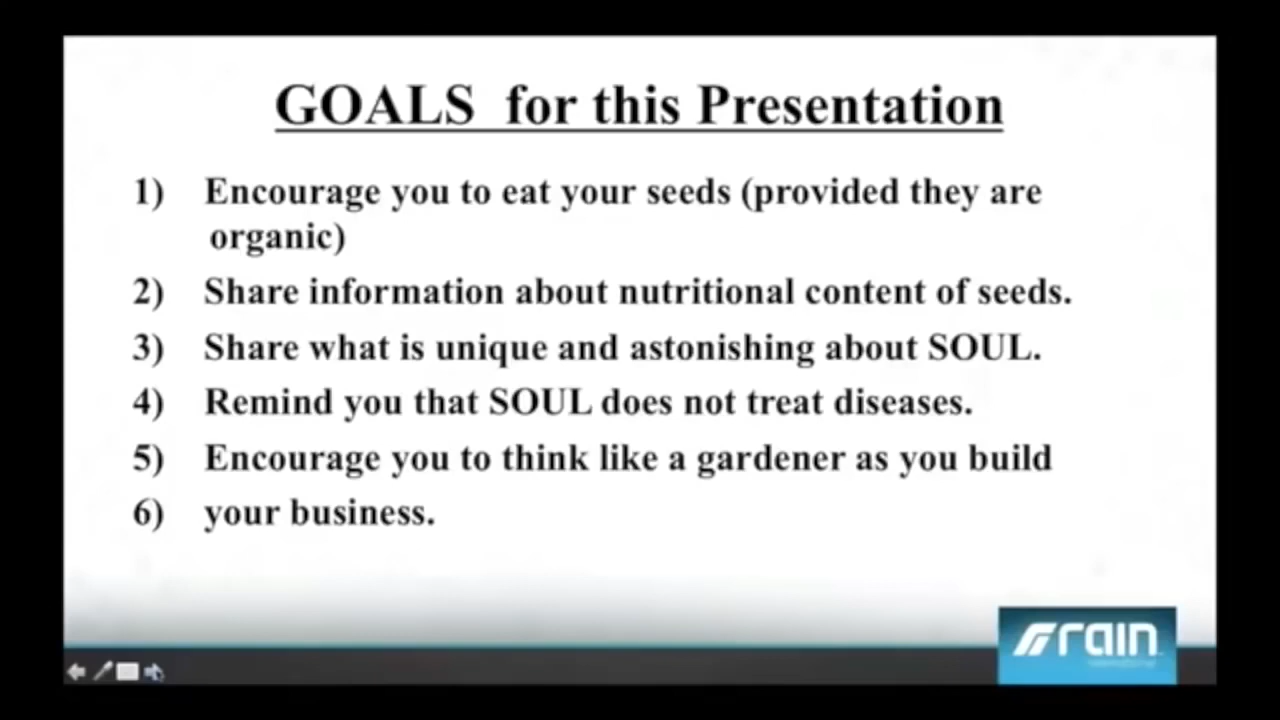 GOALS for this Presentation
1) Encourage you to eat your seeds (provided they are
organic)
2) Share information about nutritional content of seeds.
3) Share what is unique and astonishing about SOUL.
4) Remind you that SOUL does not treat diseases.
5) Encourage you to think like a gardener as you build
6) your business.
rain